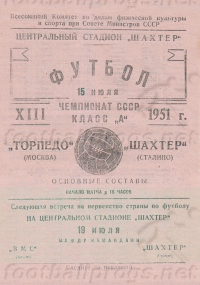 Всесоюзный Комитет по делам физической культуры
и спорта при Совете Министров СССР
ЦЕНТРАЛЬНЫЙ СТАДИОН „ШАХТЕР“
ФУТБОЛ
15 июля
ЧЕМПИОНАТ СССР
КЛАСС „А“
XIII 1951 г.
„ТОРПЕДО“ „ШАХТЕР“
(МОСКВА) (СТАЛИНО)
ОСНОВНЫЕ СОСТАВЫ
НАЧАЛО МАТЧА в 18 ЧАСОВ
Следующая встреча на первенство страны по футболу
НА ЦЕНТРАЛЬНОМ СТАДИОНЕ „ШАХТЕР“
19 июля
МЕЖДУ КОМАНДАМИ
„ВМС“ „ШАХТЕР“